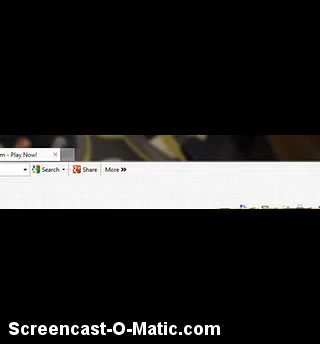 m - Play Now!
Search
Share
More »
Screencast-O-Matic.com